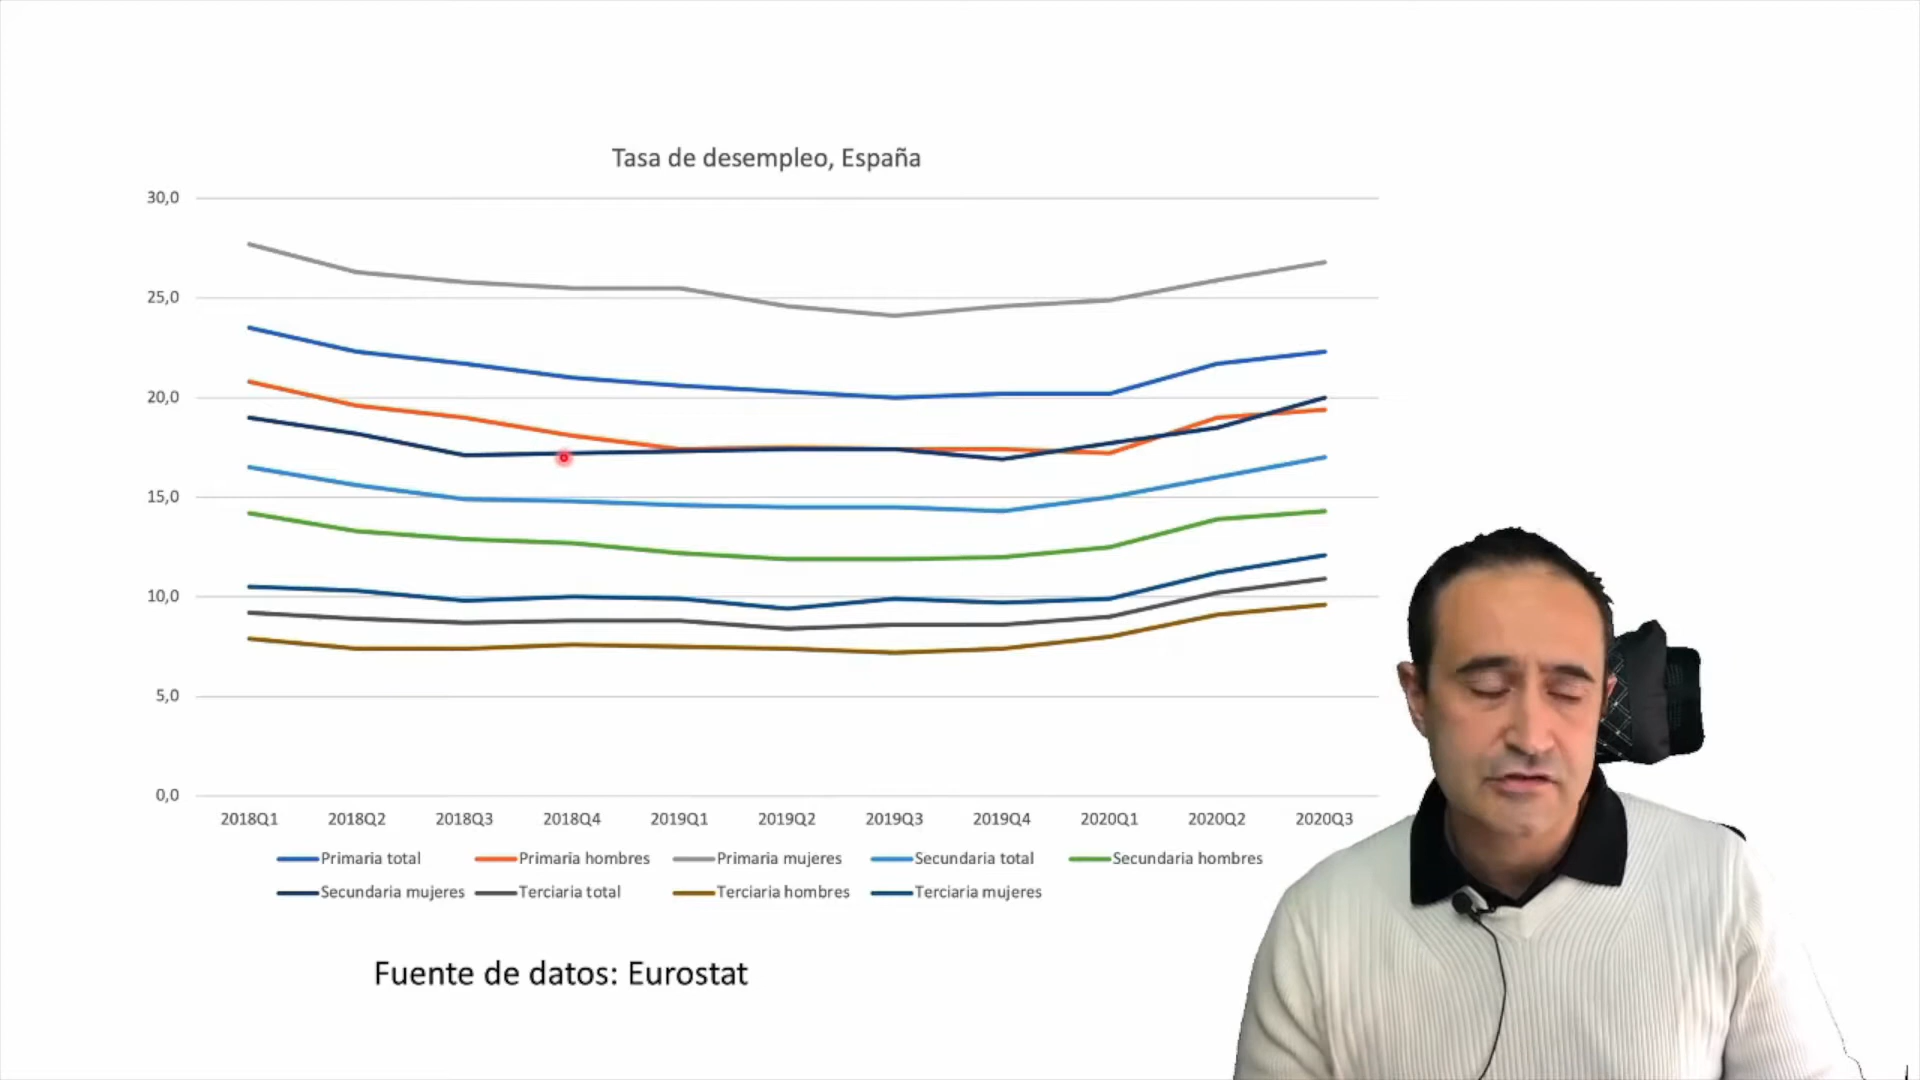 Tasa de desempleo, España
30,0
25,0
20,0
15,0
10,0
5,0
0,0
2018Q1 2018Q2 2018Q3 2018Q4 2019Q1 2019Q2 2019Q3 2019Q4 2020Q1 2020Q2 2020Q3
Primaria total Primaria hombres Primaria mujeres Secundaria total Secundaria hombres
Secundaria mujeres Terciaria total Terciaria hombres Terciaria mujeres
Fuente de datos: Eurostat